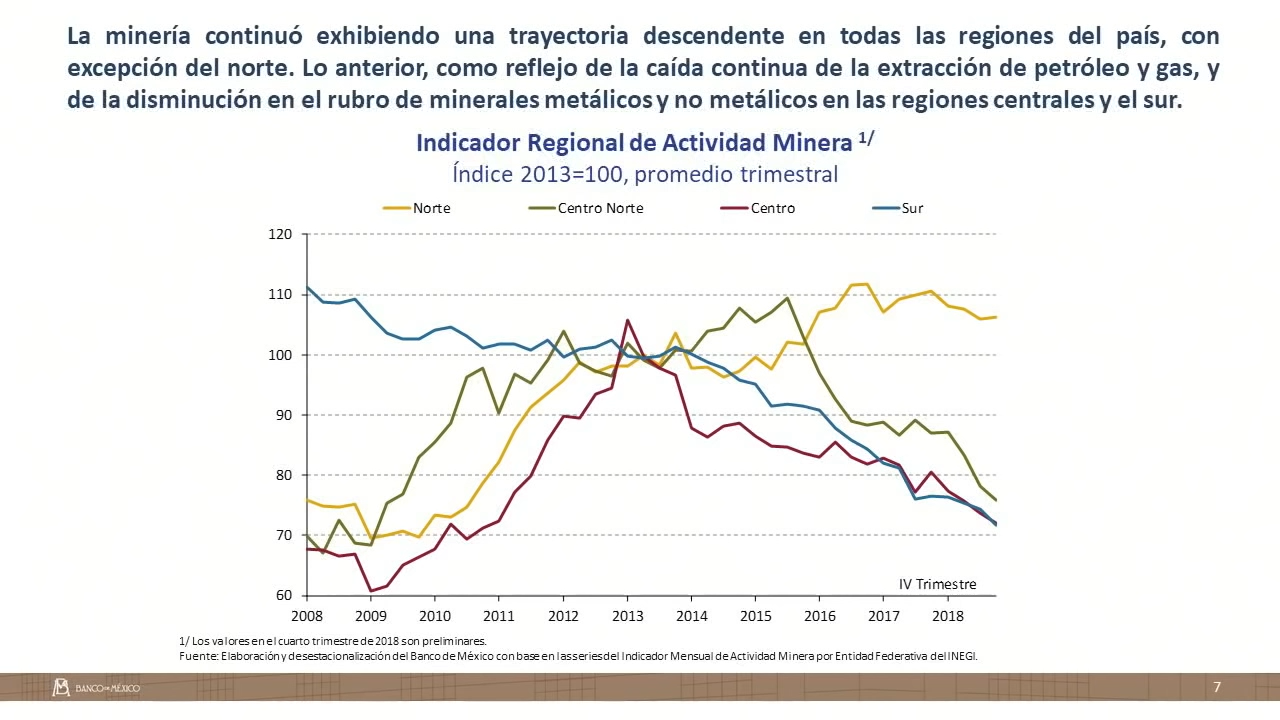 La minería continuó exhibiendo una trayectoria descendente en todas las regiones del país, con
excepción del norte. Lo anterior, como reflejo de la caída continua de la extracción de petróleo y gas, y
de la disminución en el rubro de minerales metálicos y no metálicos en las regiones centrales y el sur.
Indicador Regional de Actividad Minera 1/
Índice 2013=100, promedio trimestral
Norte Centro Norte Centro Sur
120
110
100
90
80
70
60
IV Trimestre
2008 2009 2010 2011 2012 2013 2014 2015 2016 2017 2018
1/ Los valores en el cuarto trimestre de 2018 son preliminares.
Fuente: Elaboración y desestacionalización del Banco de México con base en las series del Indicador Mensual de Actividad Minera por Entidad Federativa del INEGI.
BANCO DE MÉXICO
7